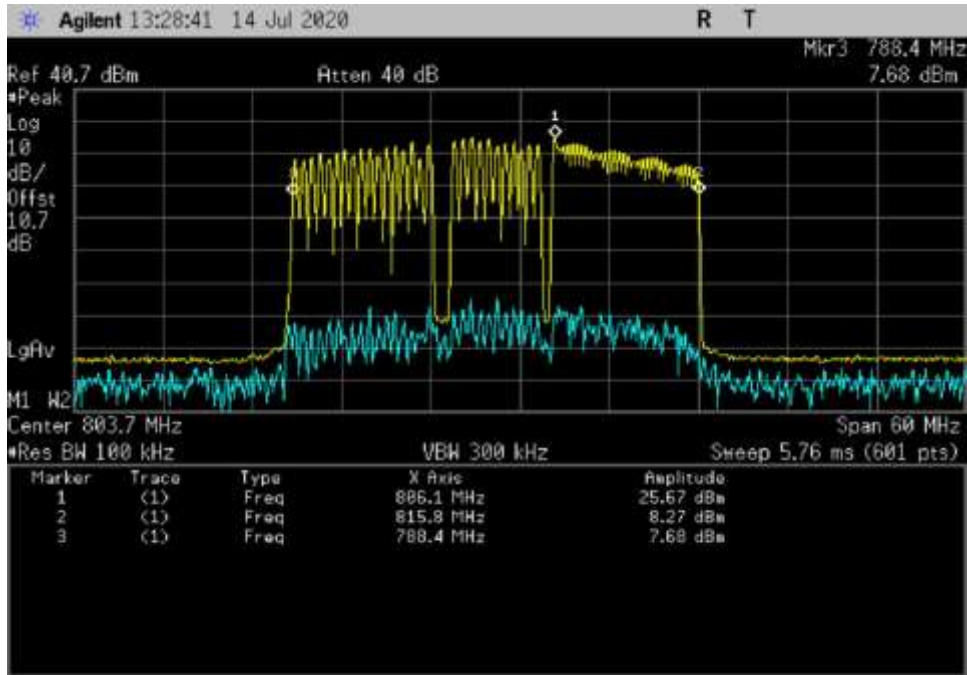 Agilent 13:28:41 14 Jul 2020 R T
Mkr3 788.4 MHz
Ref 40.7 dBm Atten 40 dB 7.68 dBm
#Peak
Log
10
dB/
Offst
10.7
dB
LgAv
M1 W2
1
Center 803.7 MHz Span 60 MHz
#Res BW 100 kHz VBW 300 kHz Sweep 5.76 ms (601 pts)
Marker Trace Type X Axis Amplitude
1 (1) Freq 806.1 MHz 25.67 dBm
2 (1) Freq 815.8 MHz 8.27 dBm
3 (1) Freq 788.4 MHz 7.68 dBm